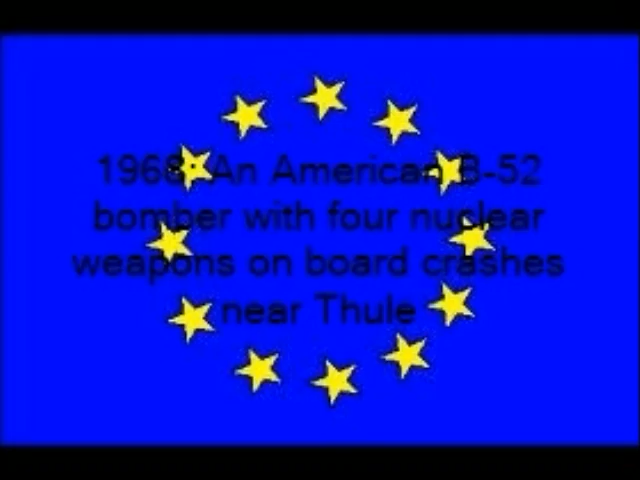 1968: An American B-52
bomber with four nuclear
weapons on board crashes
near Thule